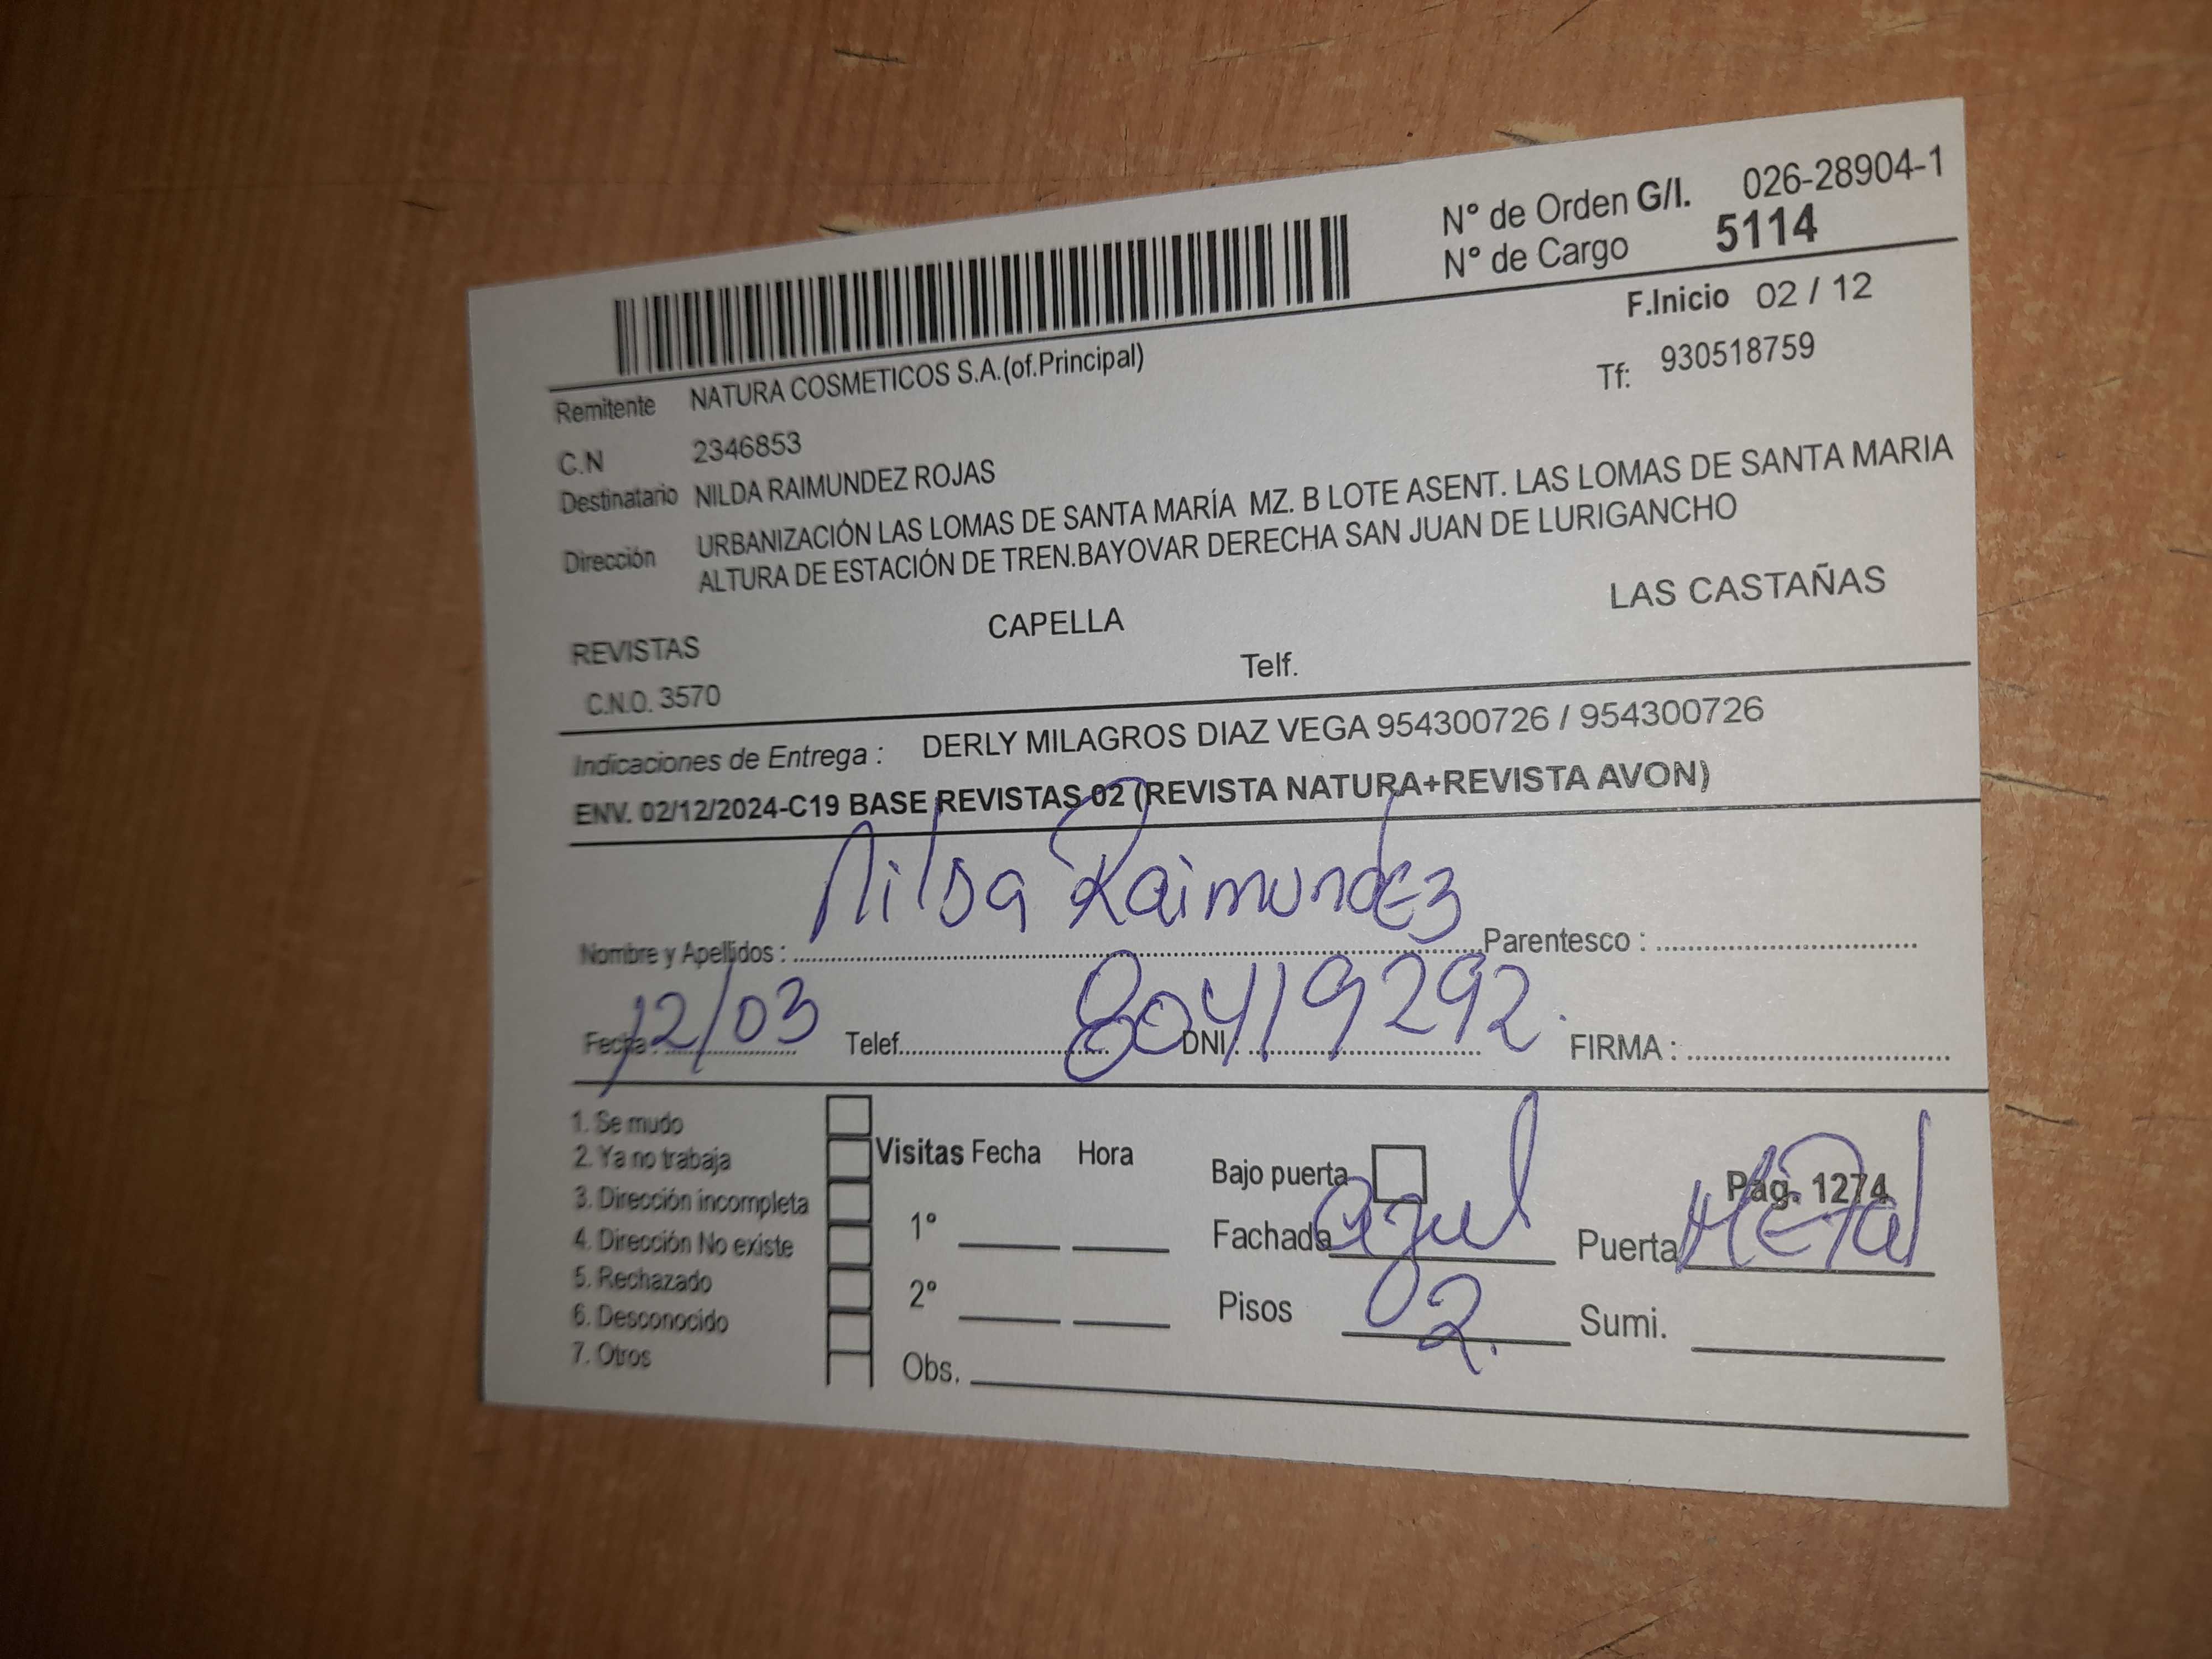 N° de Orden G/I. 026-28904-1
N° de Cargo 5114
F.Inicio 02 / 12
Remitente NATURA COSMETICOS S.A.(of.Principal)
Tf: 930518759
C.N 2346853
Destinatario NILDA RAIMUNDEZ ROJAS
Dirección URBANIZACIÓN LAS LOMAS DE SANTA MARÍA MZ. B LOTE ASENT. LAS LOMAS DE SANTA MARIA
ALTURA DE ESTACIÓN DE TREN.BAYOVAR DERECHA SAN JUAN DE LURIGANCHO
REVISTAS CAPELLA LAS CASTAÑAS
C.N.O. 3570 Telf.
Indicaciones de Entrega : DERLY MILAGROS DIAZ VEGA 954300726 / 954300726
ENV. 02/12/2024-C19 BASE REVISTAS 02 (REVISTA NATURA+REVISTA AVON)
Nombre y Apellidos : Nilda Raimundez Parentesco :
Fecha : 12/03 Telef. DNI : 80419292. FIRMA :
1. Se mudo
2. Ya no trabaja
3. Dirección incompleta
4. Dirección No existe
5. Rechazado
6. Desconocido
7. Otros
Visitas Fecha Hora
1°
2°
Obs.
Bajo puerta Pág. 1274
Fachada azul Puerta Metal
Pisos 2. Sumi.